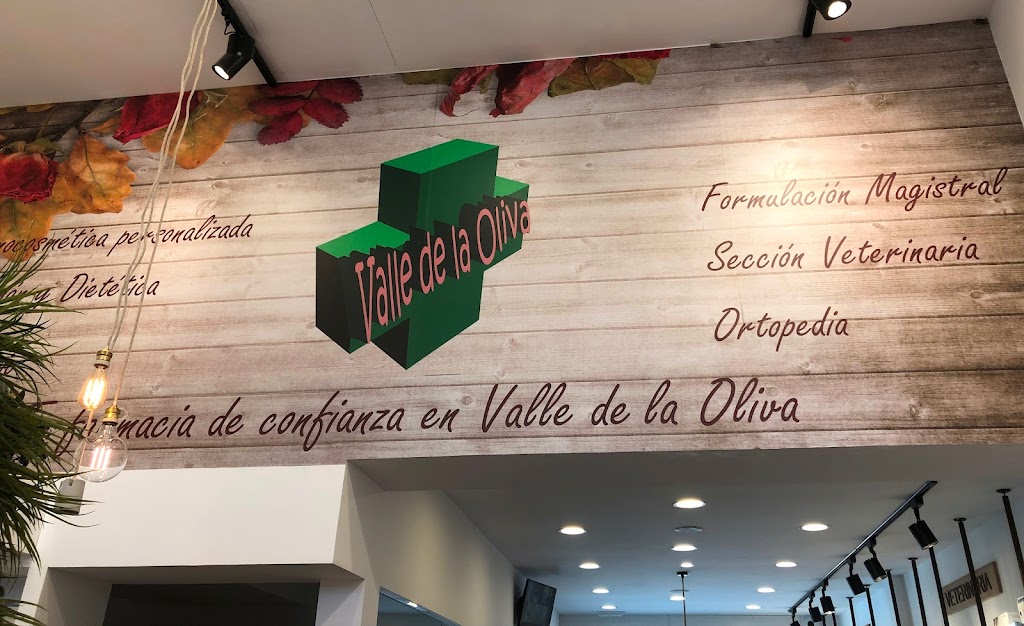 personalizada
y Dietética
Valle de la Oliva
Formulación Magistral
Sección Veterinaria
Ortopedia
farmacia de confianza en Valle de la Oliva
VETERINARIA